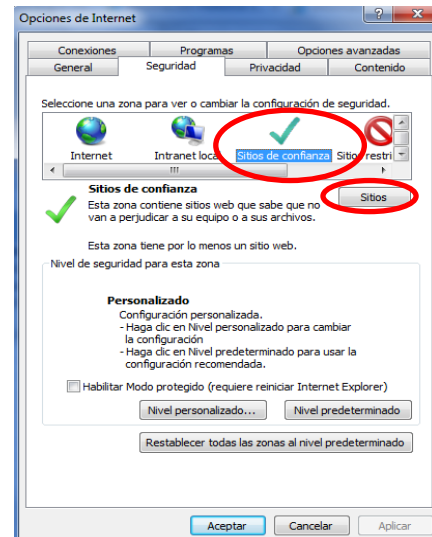 Opciones de Internet
Conexiones Programas Opciones avanzadas
General Seguridad Privacidad Contenido
Seleccione una zona para ver o cambiar la configuración de seguridad.
Internet Intranet local Sitios de confianza Sitios restri
Sitios de confianza
Sitios
Esta zona contiene sitios web que sabe que no
van a perjudicar a su equipo o a sus archivos.
Esta zona tiene por lo menos un sitio web.
Nivel de seguridad para esta zona
Personalizado
Configuración personalizada.
- Haga clic en Nivel personalizado para cambiar
la configuración
- Haga clic en Nivel predeterminado para usar la
configuración recomendada.
Habilitar Modo protegido (requiere reiniciar Internet Explorer)
Nivel personalizado... Nivel predeterminado
Restablecer todas las zonas al nivel predeterminado
Aceptar Cancelar Aplicar